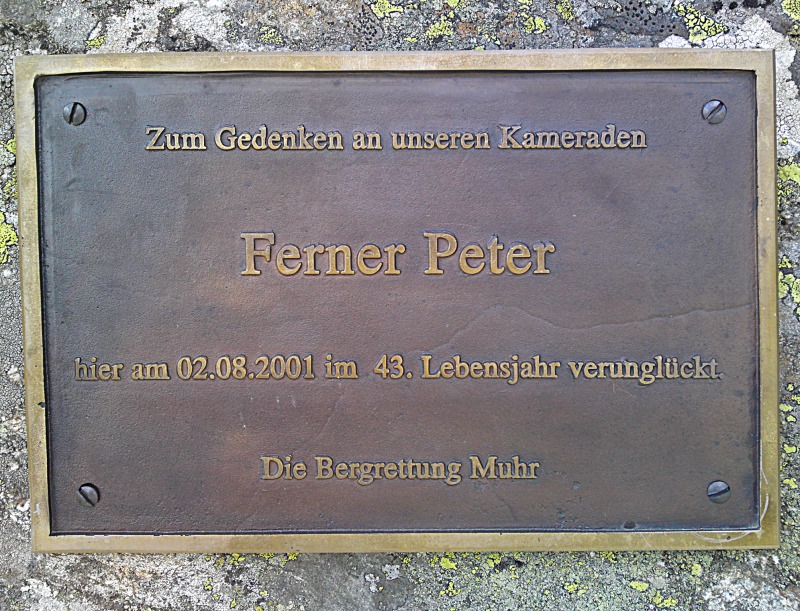 Zum Gedenken an unseren Kameraden
Ferner Peter
hier am 02.08.2001 im 43. Lebensjahr verunglückt
Die Bergrettung Muhr